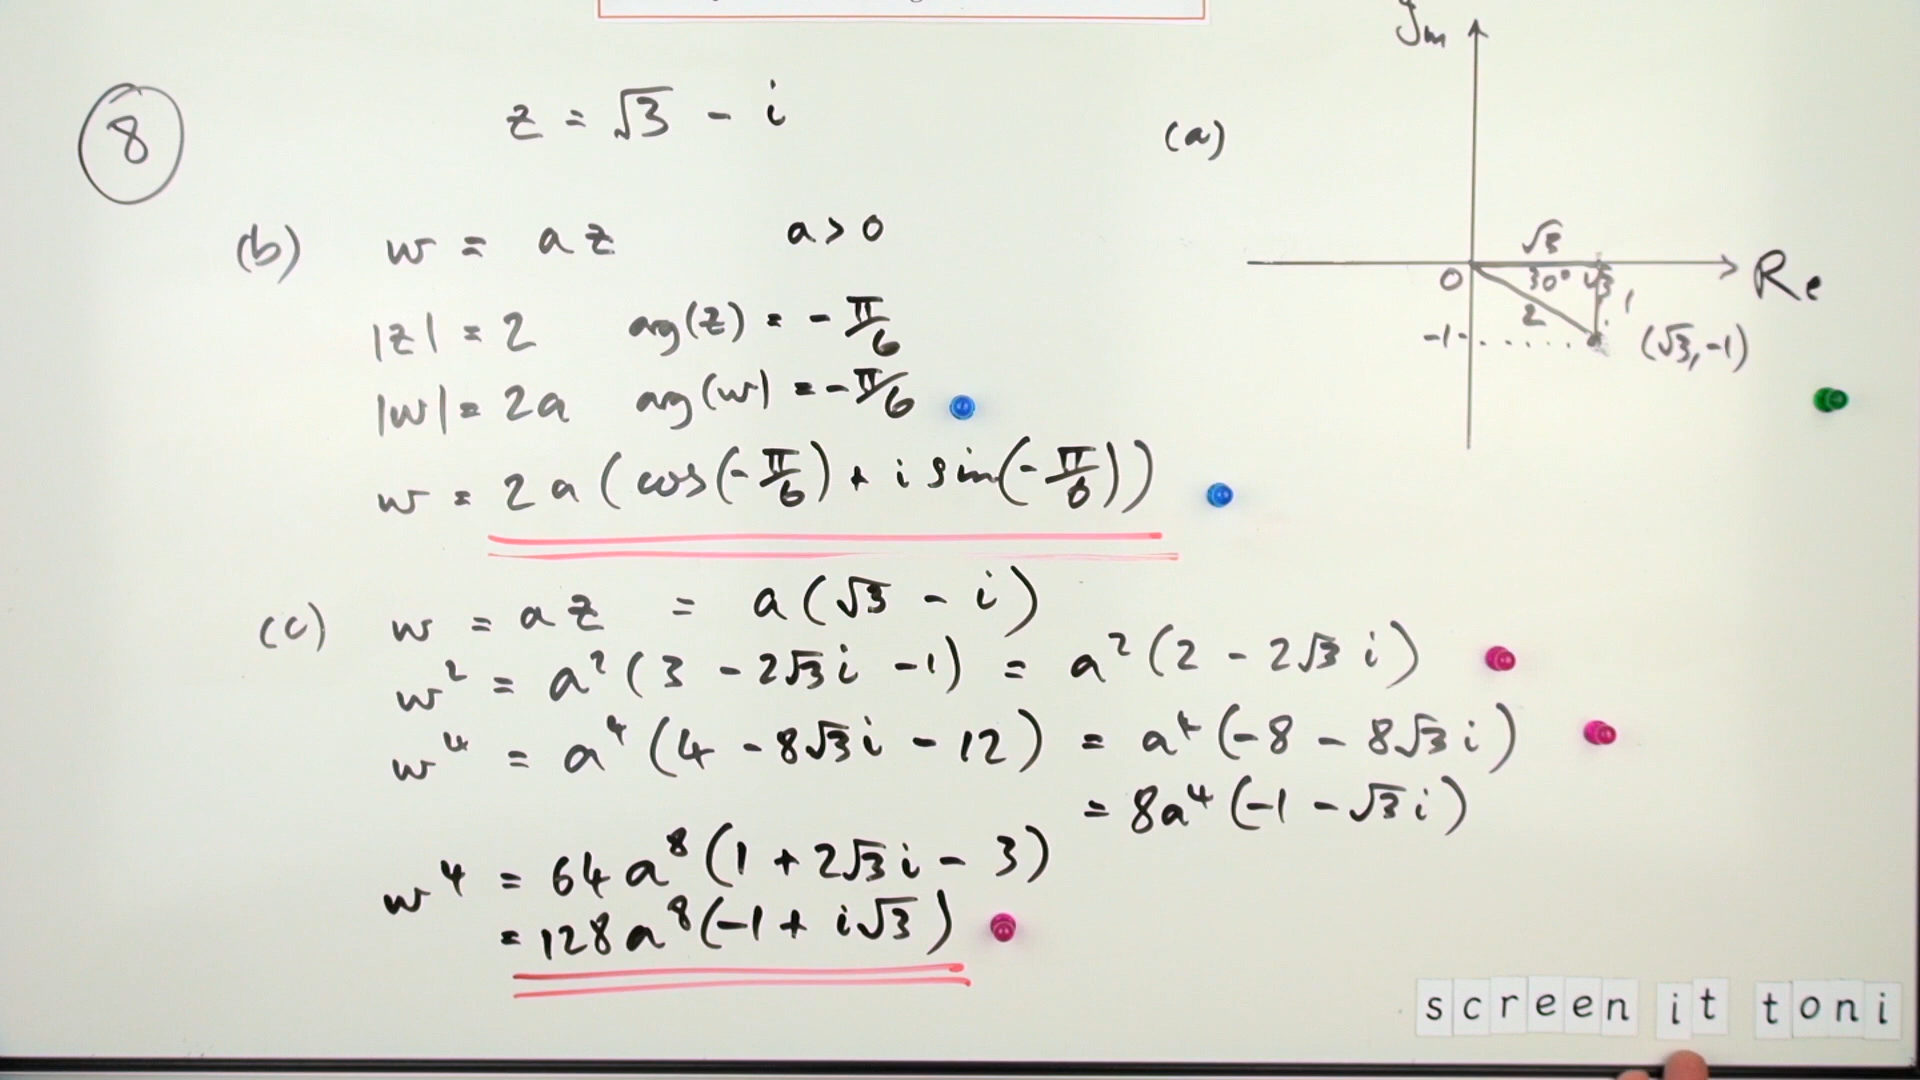 8
z = √3 - i
(b) w = az a > 0
|z| = 2 arg(z) = -π/6
|w| = 2a arg(w) = -π/6
w = 2a(cos(-π/6) + i sin(-π/6))
(c) w = az = a(√3 - i)
w² = a²(3 - 2√3i - 1) = a²(2 - 2√3i)
w⁴ = a⁴(4 - 8√3i - 12) = a⁴(-8 - 8√3i)
= 8a⁴(-1 - √3i)
w⁴ = 64a⁸(1 + 2√3i - 3)
= 128a⁸(-1 + i√3)
(a)
Im
√3
0 30° √3 Re
2 1
-1 (√3, -1)
screen it toni